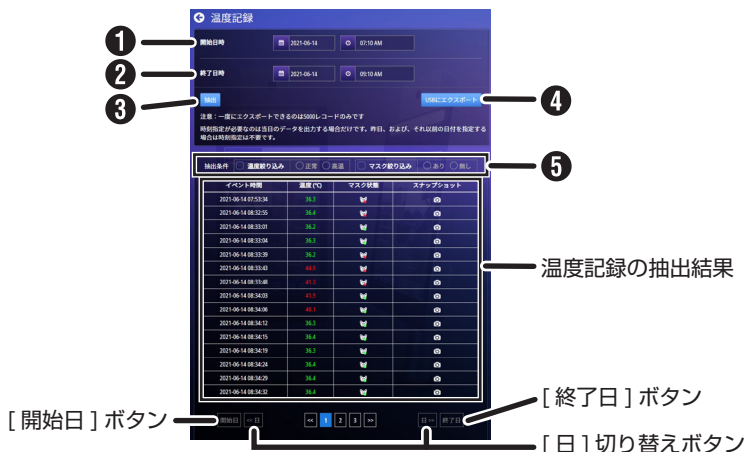 温度記録
❶
開始日時
2021-06-14
07:10 AM
❷
終了日時
2021-06-14
09:10 AM
❸
抽出
USBにエクスポート
❹
注意：一度にエクスポートできるのは5000レコードのみです
時刻指定が必要なのは当日のデータを出力する場合だけです。昨日、および、それ以前の日付を指定する
場合は時刻指定は不要です。
抽出条件 温度絞り込み 正常 高温 マスク絞り込み あり 無し
❺
イベント時間 温度(℃) マスク状態 スナップショット
2021-06-14 07:53:34 36.3
2021-06-14 08:32:55 36.4
2021-06-14 08:33:01 36.2
2021-06-14 08:33:04 36.3
2021-06-14 08:33:39 36.2
2021-06-14 08:33:43
2021-06-14 08:33:48
2021-06-14 08:34:03
2021-06-14 08:34:06
2021-06-14 08:34:12 36.3
2021-06-14 08:34:15 36.4
2021-06-14 08:34:19 36.3
2021-06-14 08:34:24 36.4
2021-06-14 08:34:29 36.4
2021-06-14 08:34:32 36.4
温度記録の抽出結果
開始日 << 日 << 1 2 3 >> 日 >> 終了日
[ 開始日 ] ボタン
[ 終了日 ] ボタン
[ 日 ] 切り替えボタン